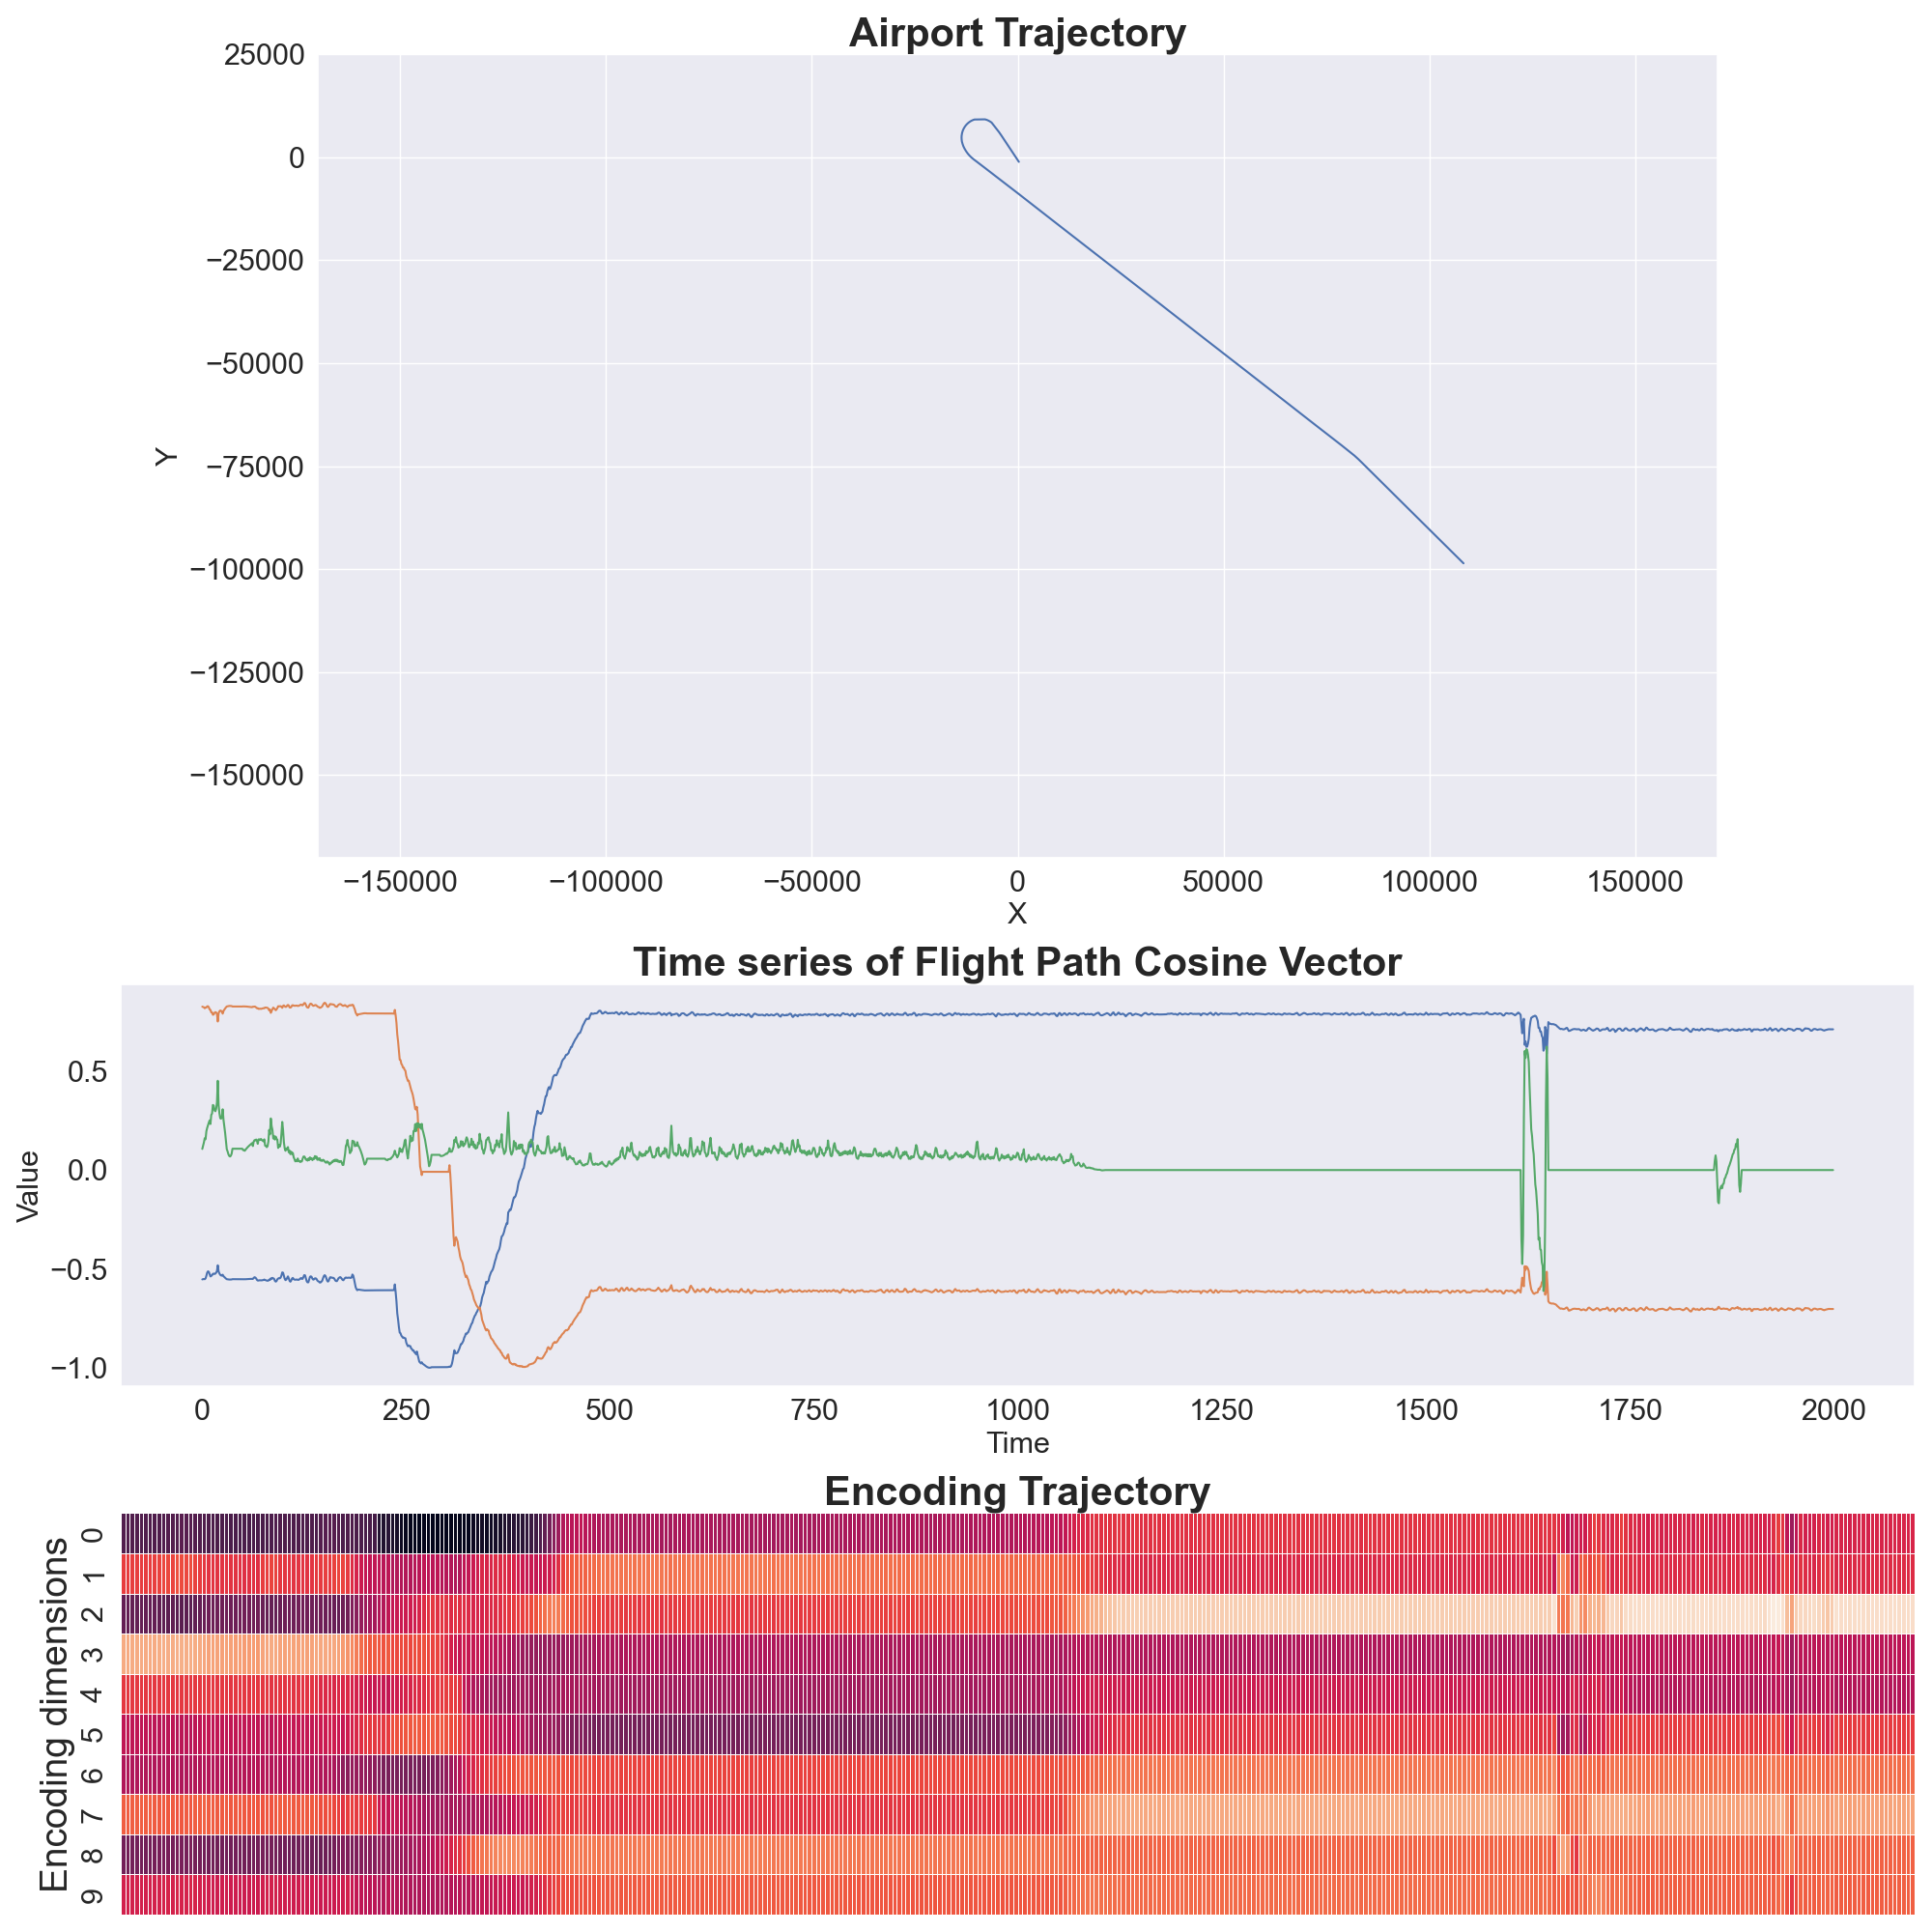 Airport Trajectory
25000
0
−25000
−50000
−75000
−100000
−125000
−150000
Y
−150000 −100000 −50000 0 50000 100000 150000
X
Time series of Flight Path Cosine Vector
0.5
0.0
−0.5
−1.0
Value
0 250 500 750 1000 1250 1500 1750 2000
Time
Encoding Trajectory
Encoding dimensions
0
1
2
3
4
5
6
7
8
9